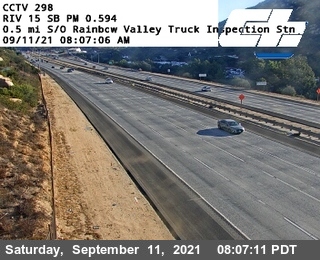 CCTV 298
RIV 15 SB PM 0.594
0.5 mi S/O Rainbcw Valley Truck Inspection Stn
09/11/21 08:07:06 AM
Saturday, September 11, 2021 08:07:11 PDT